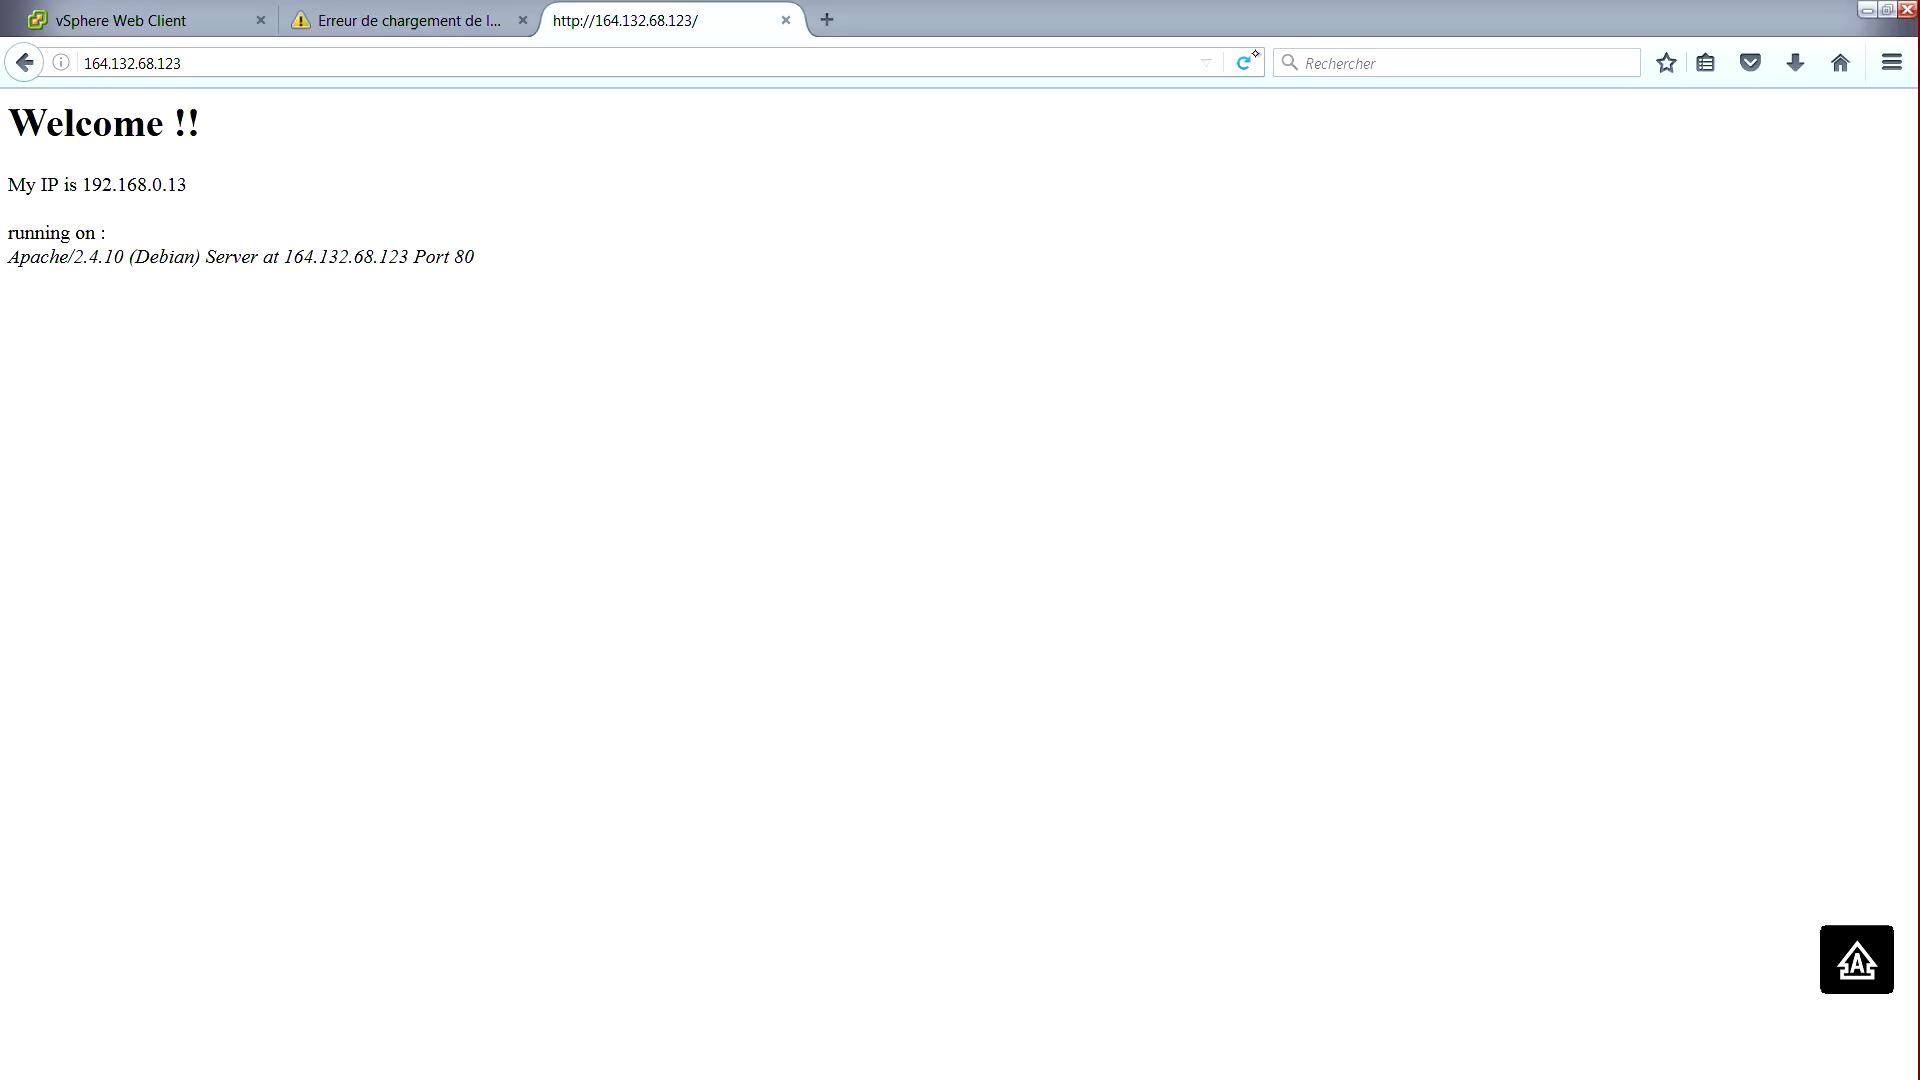 vSphere Web Client
Erreur de chargement de l...
http://164.132.68.123/
164.132.68.123
Rechercher
Welcome !!
My IP is 192.168.0.13
running on :
Apache/2.4.10 (Debian) Server at 164.132.68.123 Port 80
A